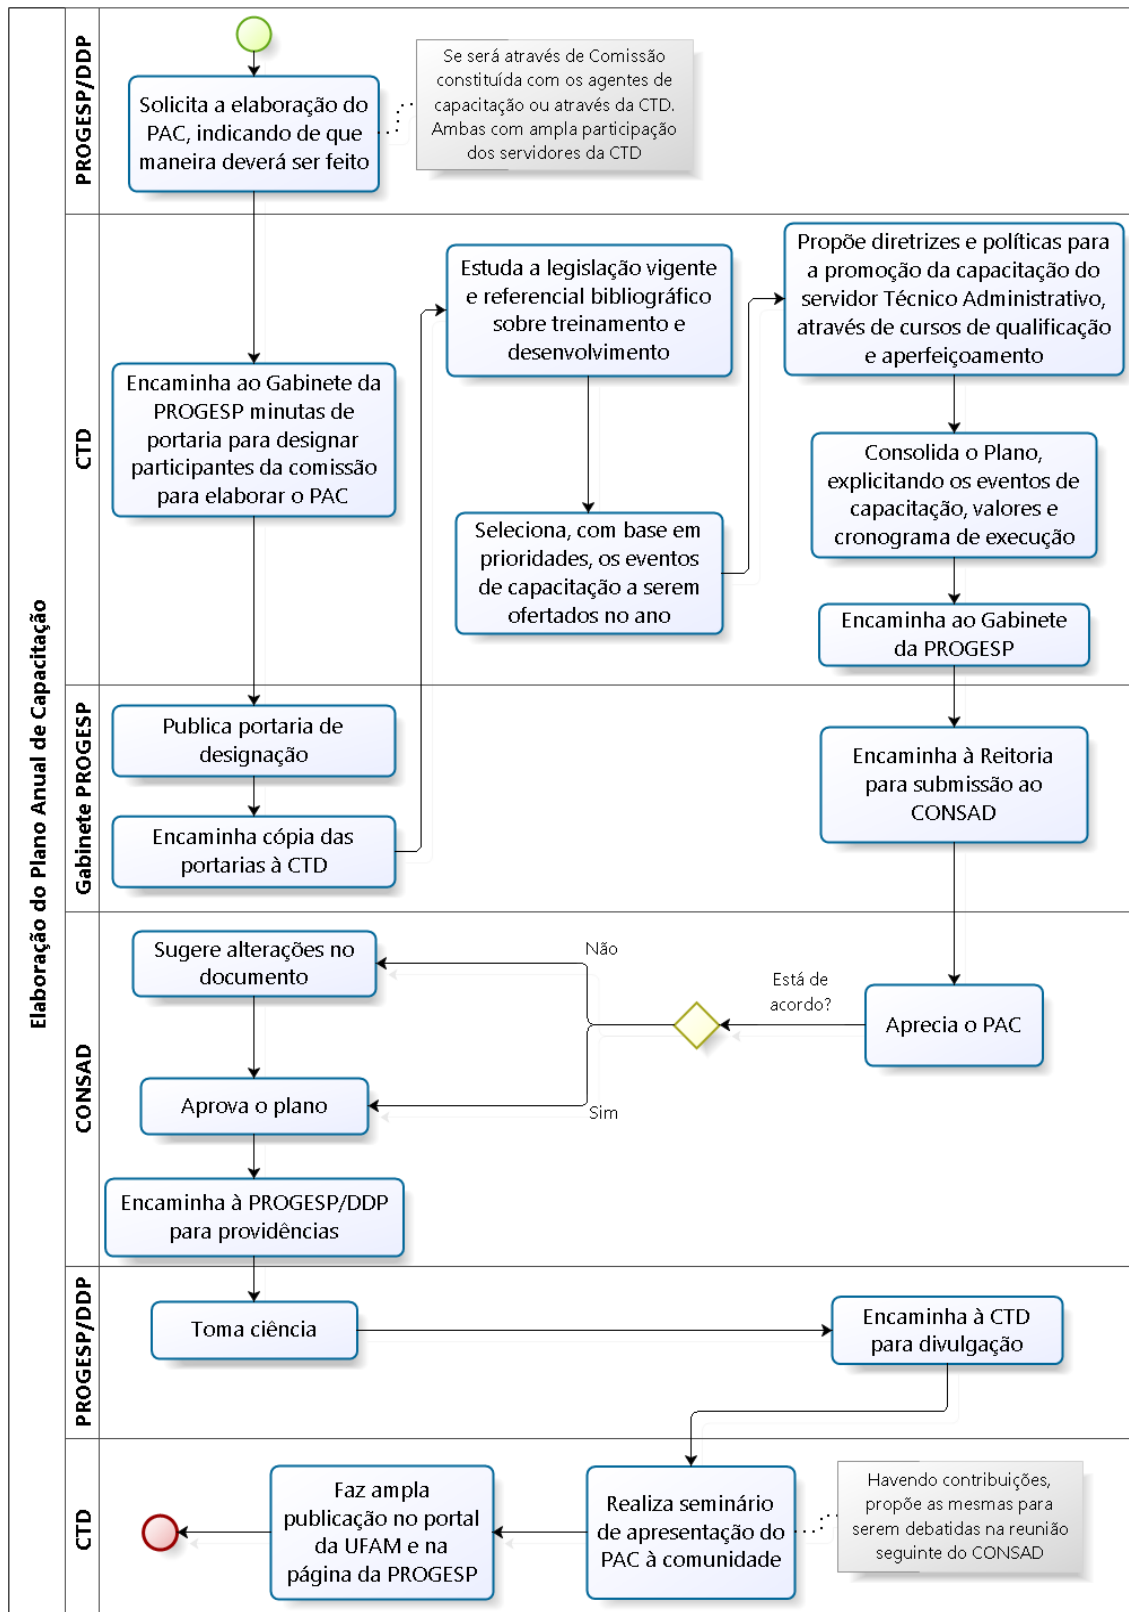 Elaboração do Plano Anual de Capacitação
PROGESP/DDP
Solicita a elaboração do
PAC, indicando de que
maneira deverá ser feito
Se será através de Comissão
constituída com os agentes de
capacitação ou através da CTD.
Ambas com ampla participação
dos servidores da CTD
CTD
Encaminha ao Gabinete da
PROGESP minutas de
portaria para designar
participantes da comissão
para elaborar o PAC
Estuda a legislação vigente
e referencial bibliográfico
sobre treinamento e
desenvolvimento
Seleciona, com base em
prioridades, os eventos
de capacitação a serem
ofertados no ano
Propõe diretrizes e políticas para
a promoção da capacitação do
servidor Técnico Administrativo,
através de cursos de qualificação
e aperfeiçoamento
Consolida o Plano,
explicitando os eventos de
capacitação, valores e
cronograma de execução
Encaminha ao Gabinete
da PROGESP
Gabinete PROGESP
Publica portaria de
designação
Encaminha cópia das
portarias à CTD
Encaminha à Reitoria
para submissão ao
CONSAD
CONSAD
Aprecia o PAC
Está de
acordo?
Não
Sim
Sugere alterações no
documento
Aprova o plano
Encaminha à PROGESP/DDP
para providências
PROGESP/DDP
Toma ciência
Encaminha à CTD
para divulgação
CTD
Realiza seminário
de apresentação do
PAC à comunidade
Havendo contribuições,
propõe as mesmas para
serem debatidas na reunião
seguinte do CONSAD
Faz ampla
publicação no portal
da UFAM e na
página da PROGESP